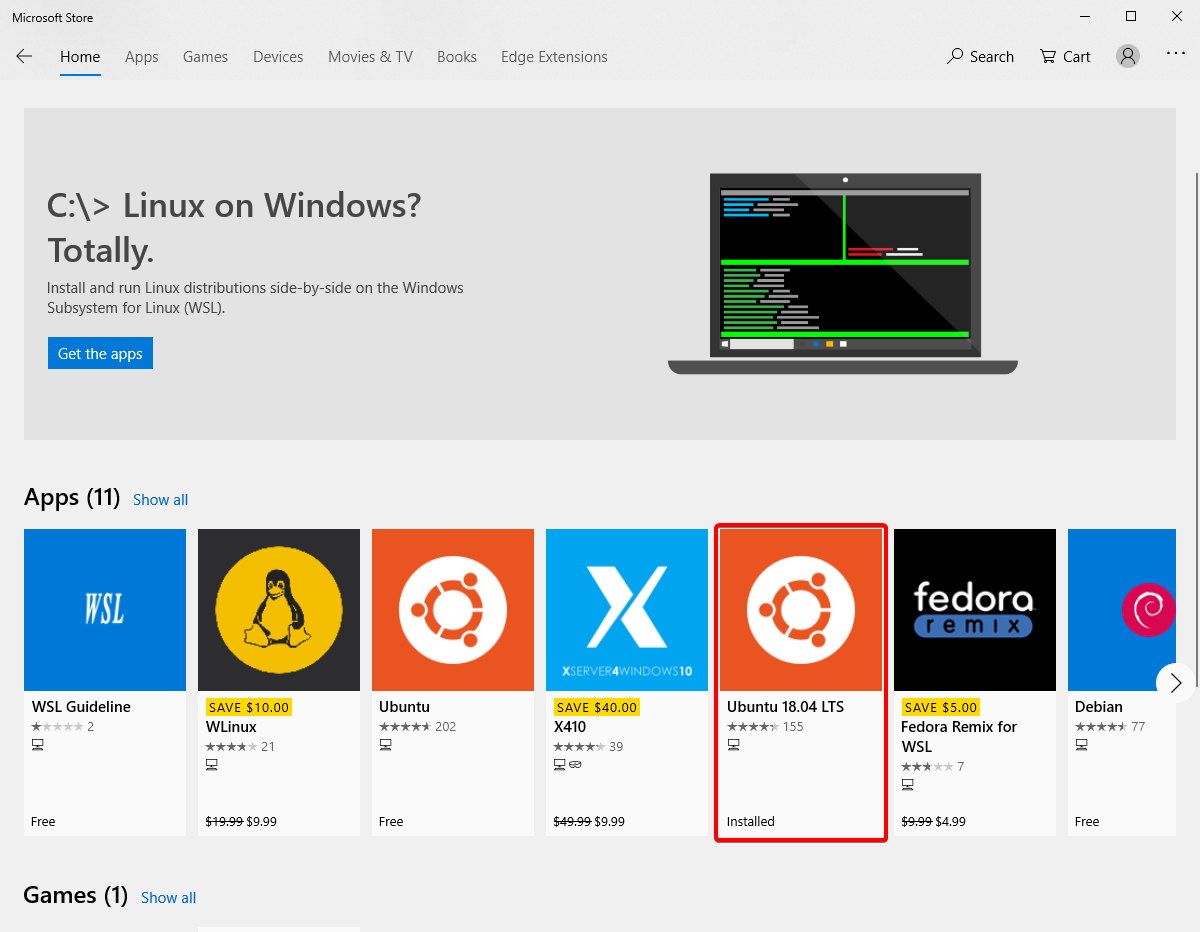 Microsoft Store
Home Apps Games Devices Movies & TV Books Edge Extensions Search Cart
C:\> Linux on Windows?
Totally.
Install and run Linux distributions side-by-side on the Windows
Subsystem for Linux (WSL).
Get the apps
Apps (11) Show all
WSL
WSL Guideline
2
Free
SAVE $10.00
WLinux
21
$19.99 $9.99
Ubuntu
202
Free
X
XSERVER4WINDOWS10
SAVE $40.00
X410
39
$49.99 $9.99
Ubuntu 18.04 LTS
155
Installed
fedora
remix
SAVE $5.00
Fedora Remix for
WSL
7
$9.99 $4.99
Debian
77
Free
Games (1) Show all